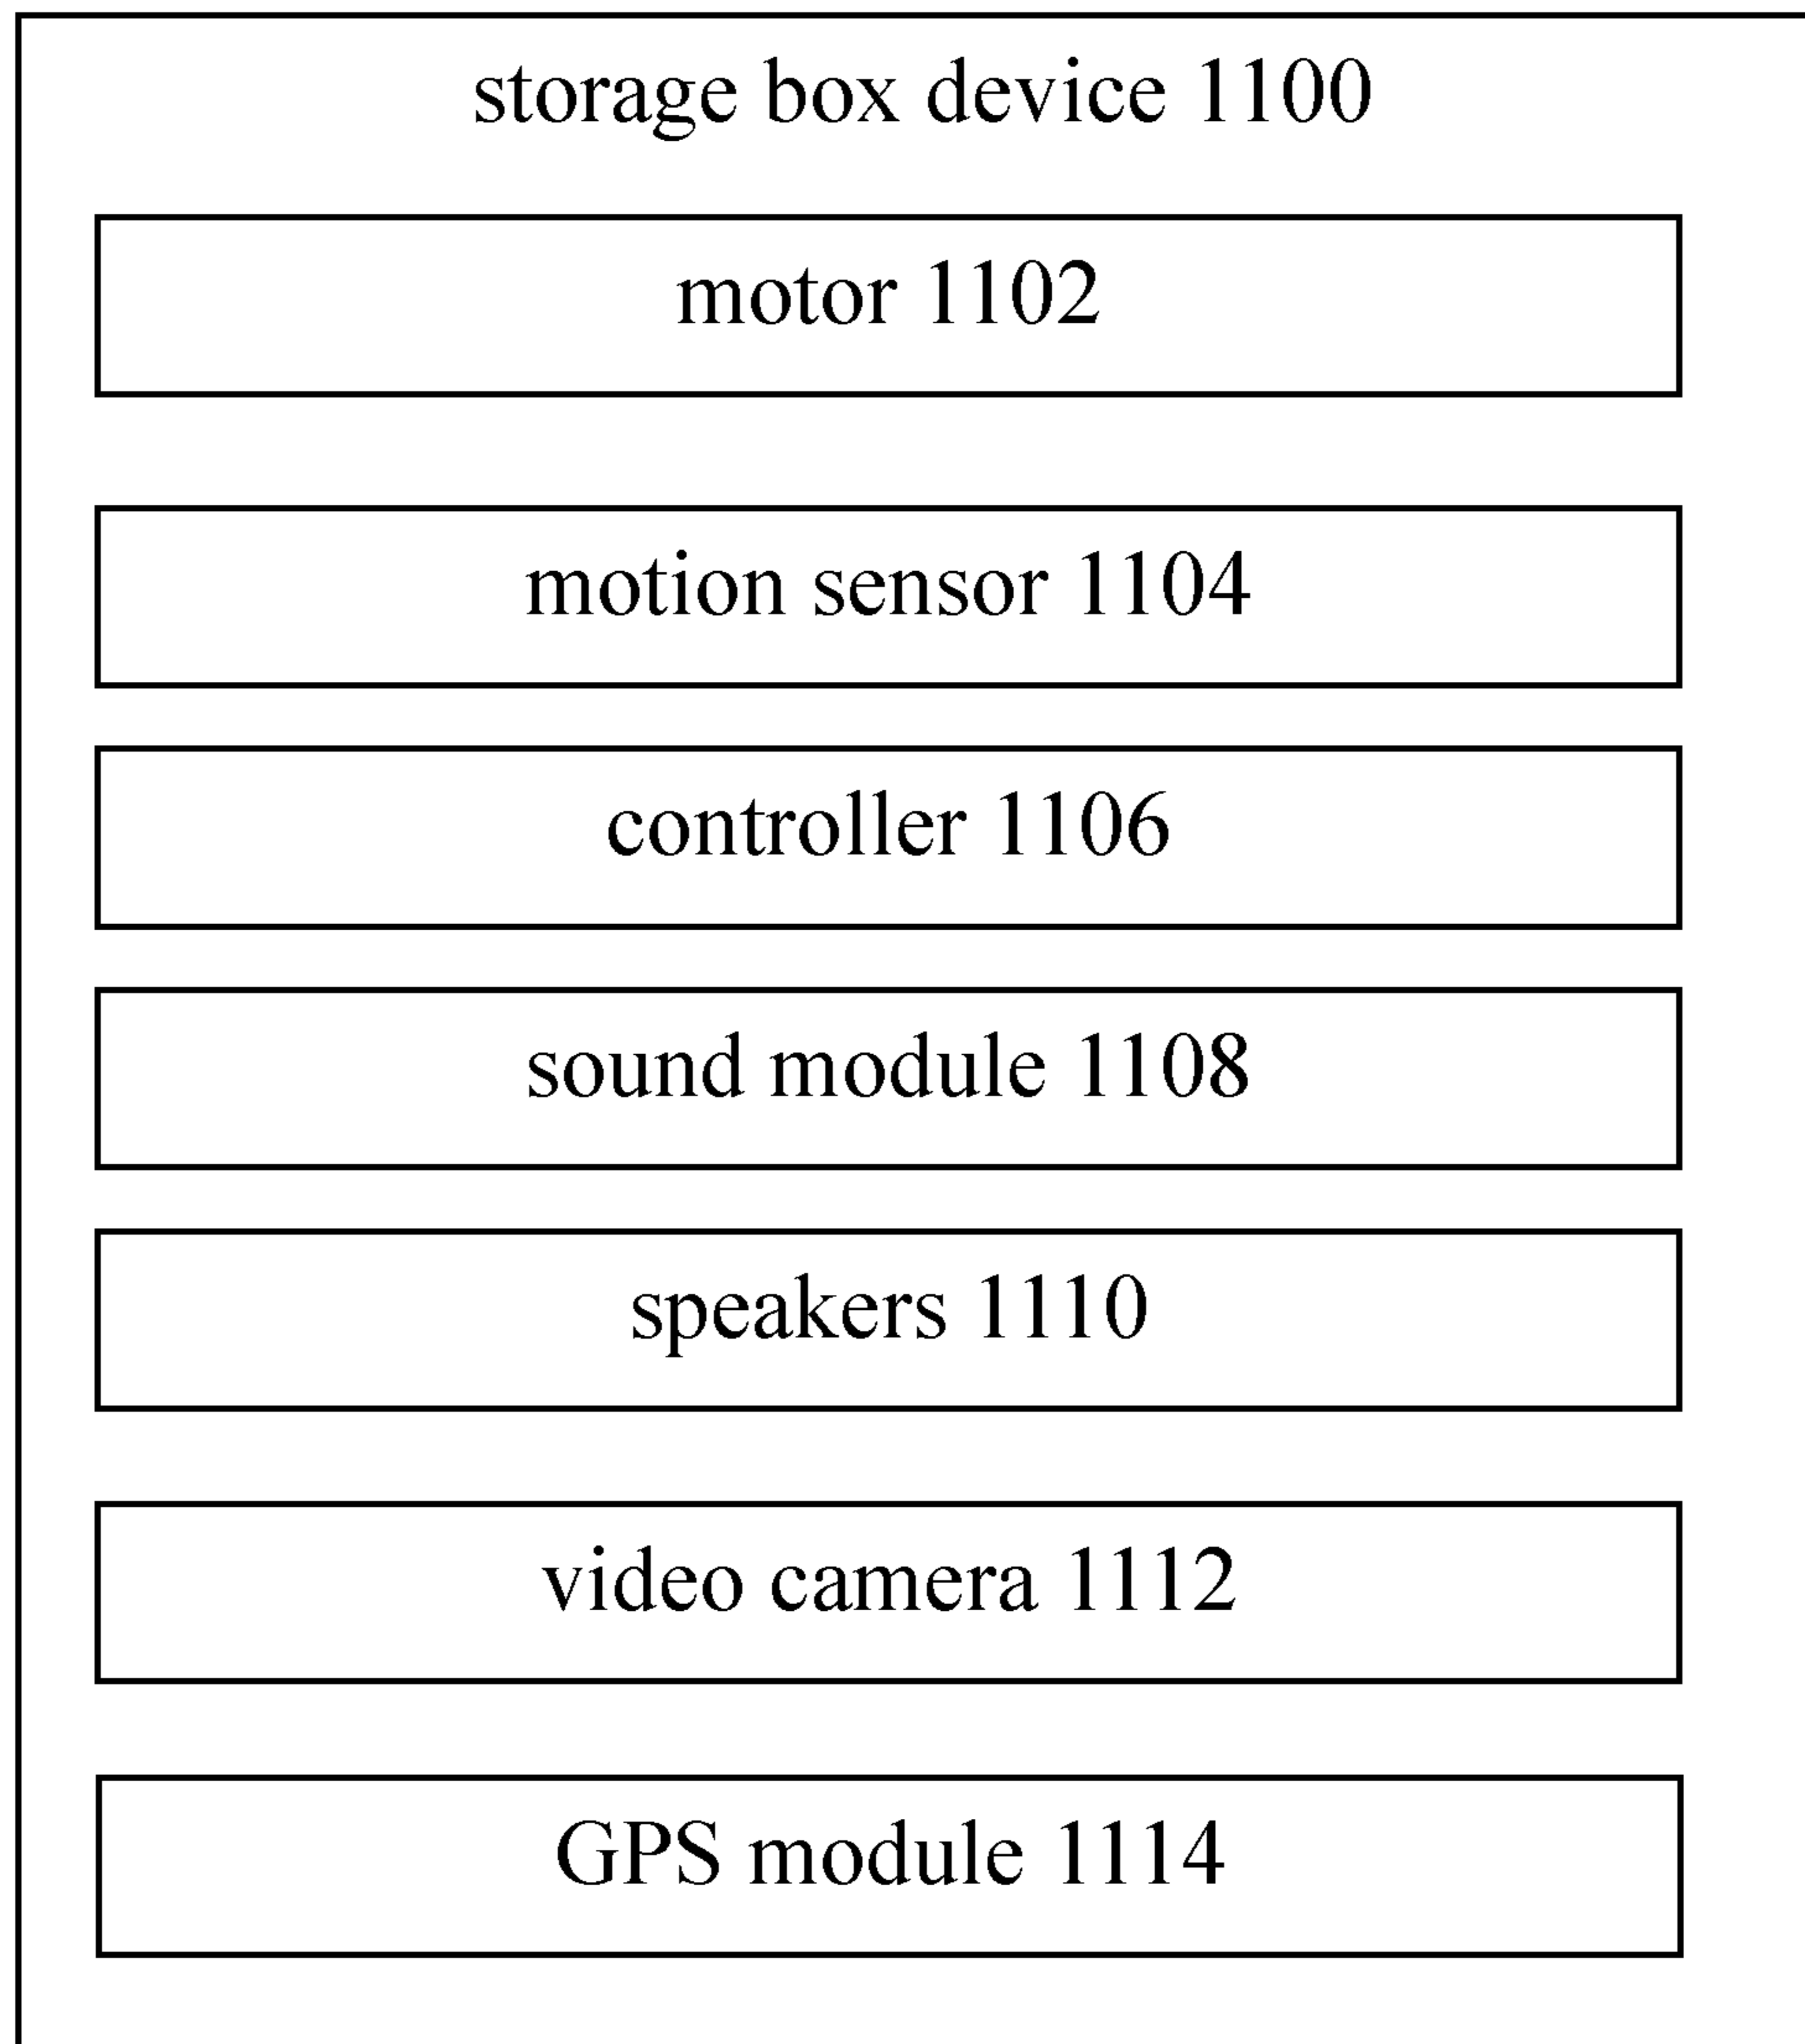 storage box device 1100
motor 1102
motion sensor 1104
controller 1106
sound module 1108
speakers 1110
video camera 1112
GPS module 1114